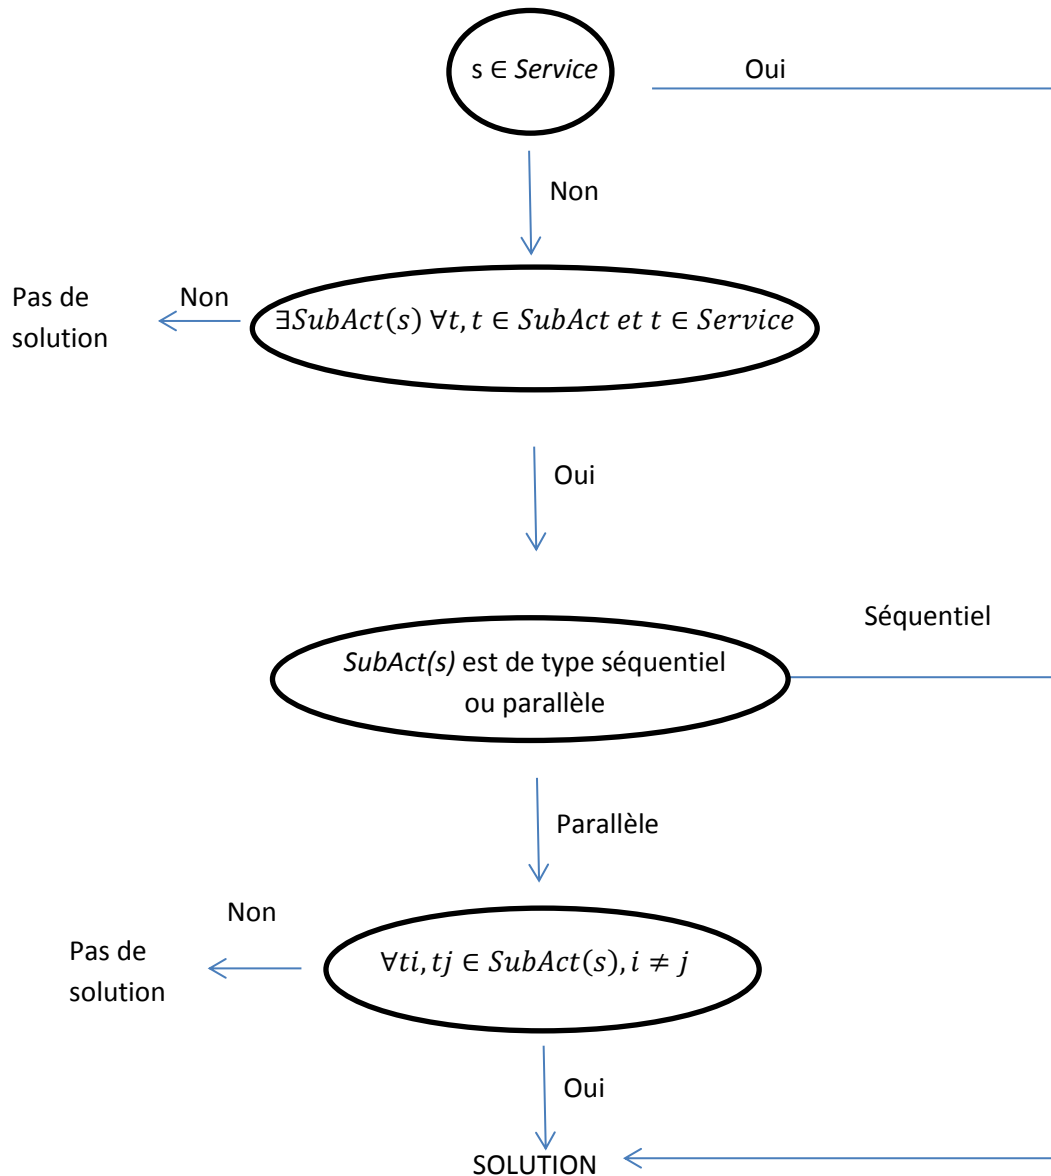 s ∈ Service
Oui
Non
Pas de
solution
Non
∃SubAct(s) ∀t, t ∈ SubAct et t ∈ Service
Oui
Séquentiel
SubAct(s) est de type séquentiel
ou parallèle
Parallèle
Non
Pas de
solution
∀ti, tj ∈ SubAct(s), i ≠ j
Oui
SOLUTION